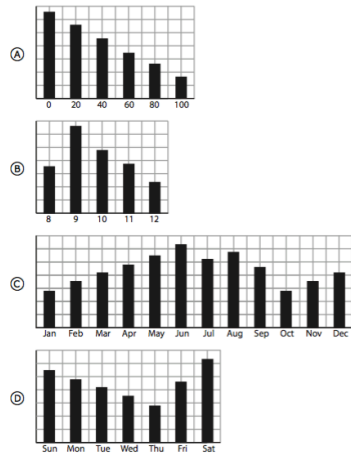 A
0 20 40 60 80 100
B
8 9 10 11 12
C
Jan Feb Mar Apr May Jun Jul Aug Sep Oct Nov Dec
D
Sun Mon Tue Wed Thu Fri Sat